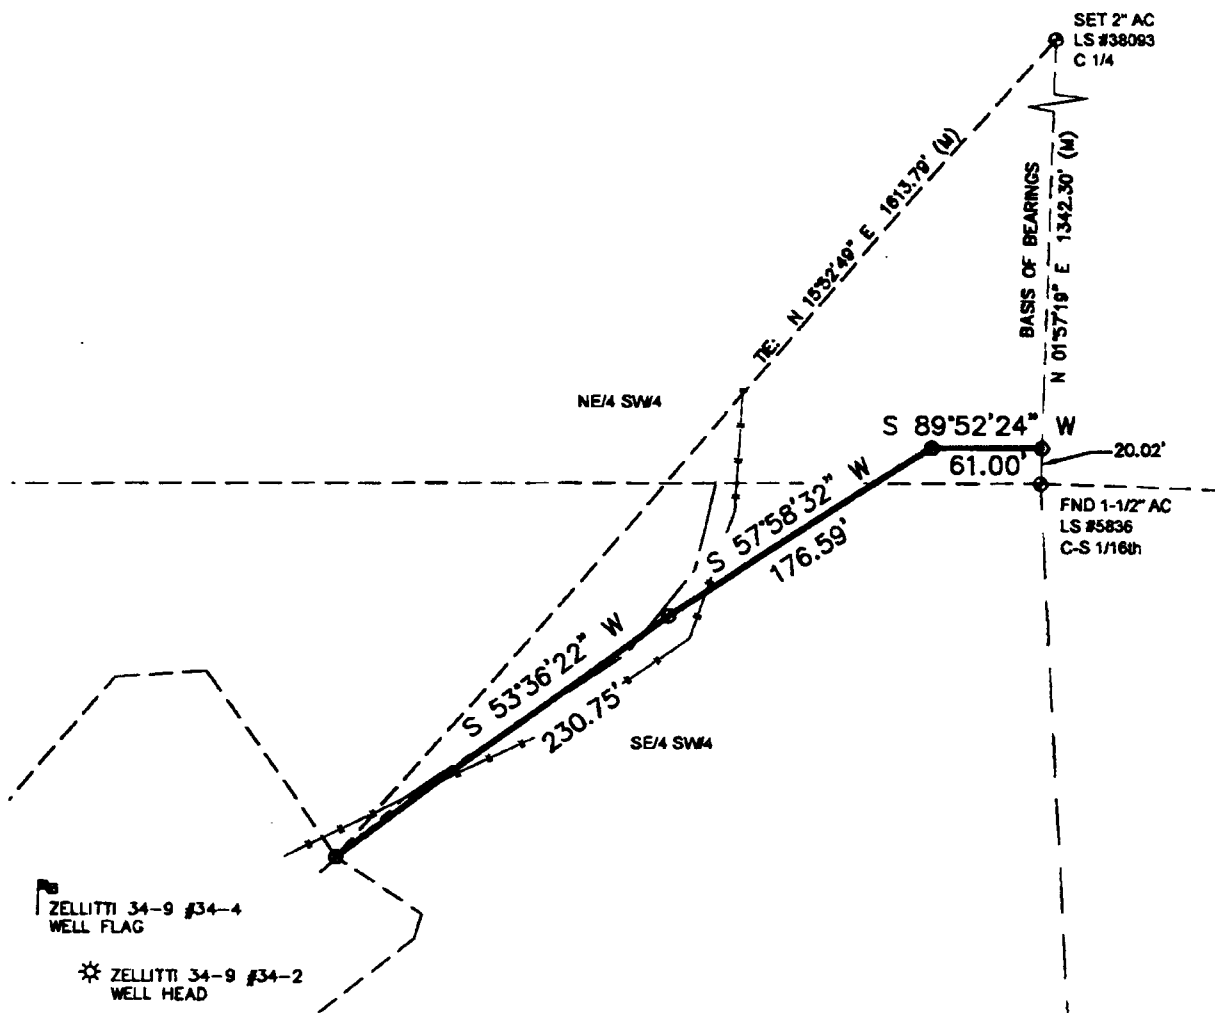 SET 2" AC
LS #38093
C 1/4
TIE: N 15°52'49" E 1613.79' (M)
BASIS OF BEARINGS
N 01°57'19" E 1342.30' (M)
NE/4 SW/4
S 89°52'24" W
61.00'
20.02'
FND 1-1/2" AC
LS #5836
C-S 1/16th
S 57°58'32" W
176.59'
S 53°36'22" W
230.75'
SE/4 SW/4
ZELLITTI 34-9 #34-4
WELL FLAG
ZELLITTI 34-9 #34-2
WELL HEAD